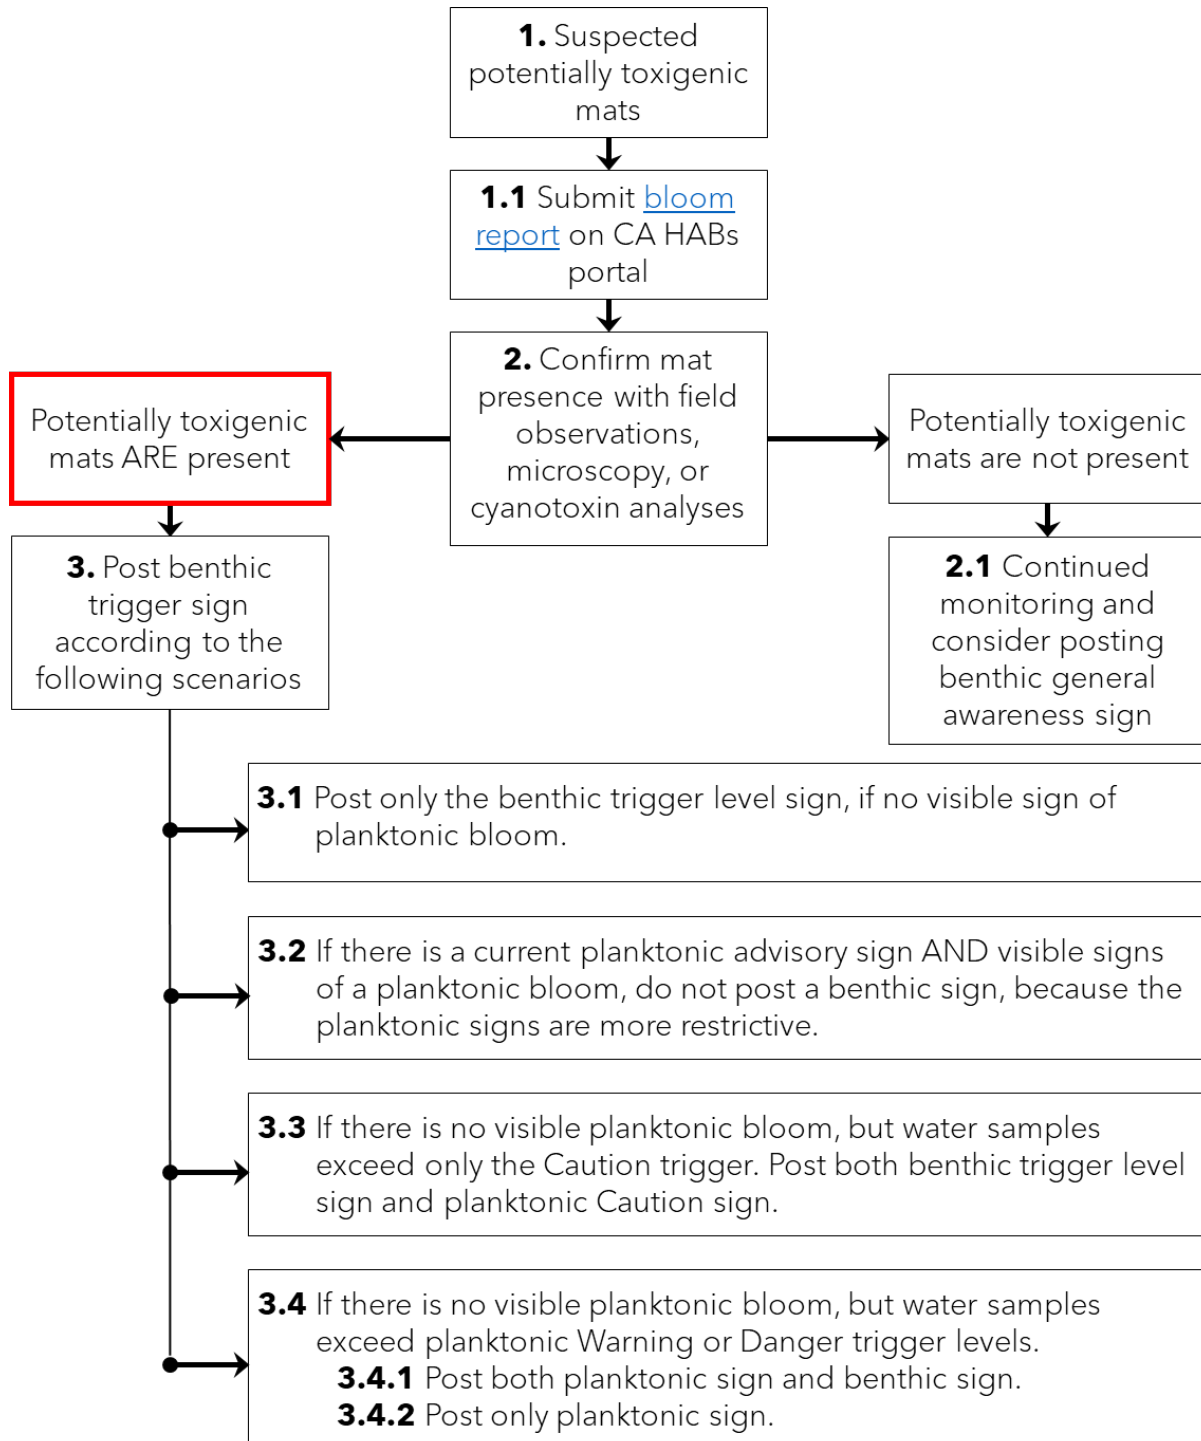 1. Suspected
potentially toxigenic
mats
1.1 Submit bloom
report on CA HABs
portal
2. Confirm mat
presence with field
observations,
microscopy, or
cyanotoxin analyses
Potentially toxigenic
mats ARE present
Potentially toxigenic
mats are not present
3. Post benthic
trigger sign
according to the
following scenarios
2.1 Continued
monitoring and
consider posting
benthic general
awareness sign
3.1 Post only the benthic trigger level sign, if no visible sign of
planktonic bloom.
3.2 If there is a current planktonic advisory sign AND visible signs
of a planktonic bloom, do not post a benthic sign, because the
planktonic signs are more restrictive.
3.3 If there is no visible planktonic bloom, but water samples
exceed only the Caution trigger. Post both benthic trigger level
sign and planktonic Caution sign.
3.4 If there is no visible planktonic bloom, but water samples
exceed planktonic Warning or Danger trigger levels.
3.4.1 Post both planktonic sign and benthic sign.
3.4.2 Post only planktonic sign.